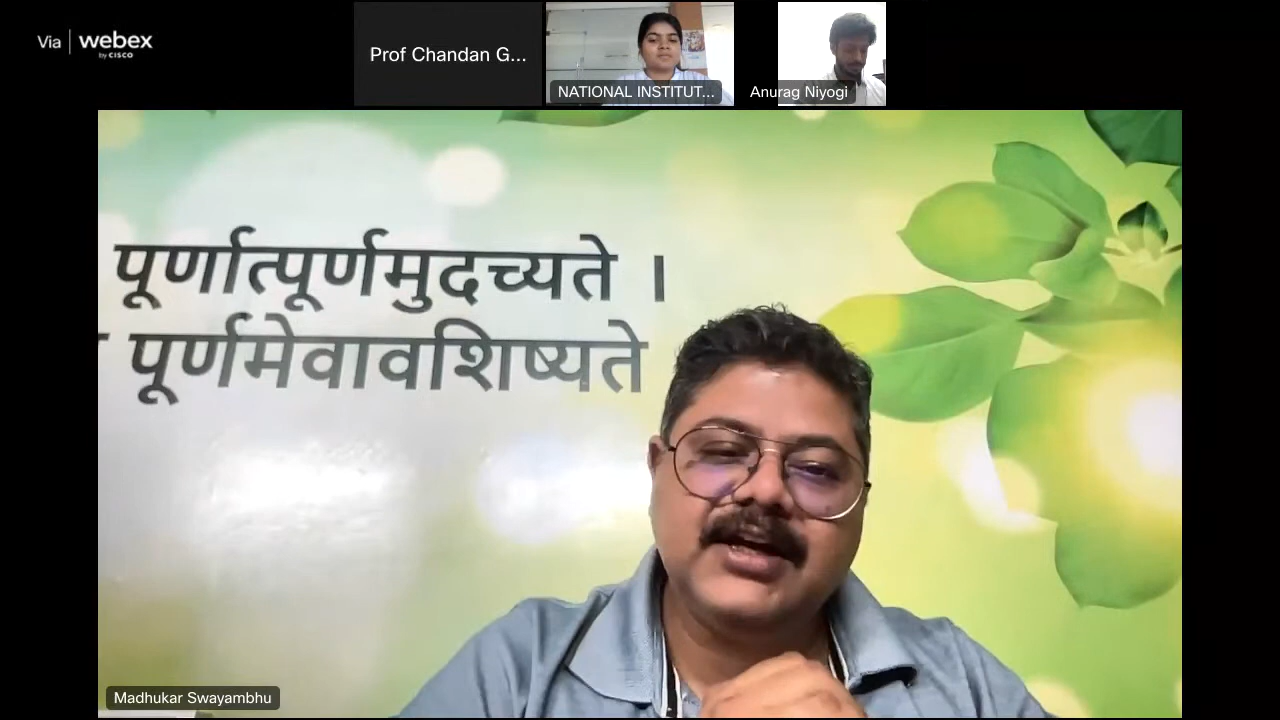 Via webex
by CISCO
Prof Chandan G...
NATIONAL INSTITUT...
Anurag Niyogi
पूर्णात्पूर्णमुदच्यते ।
पूर्णमेवावशिष्यते
Madhukar Swayambhu